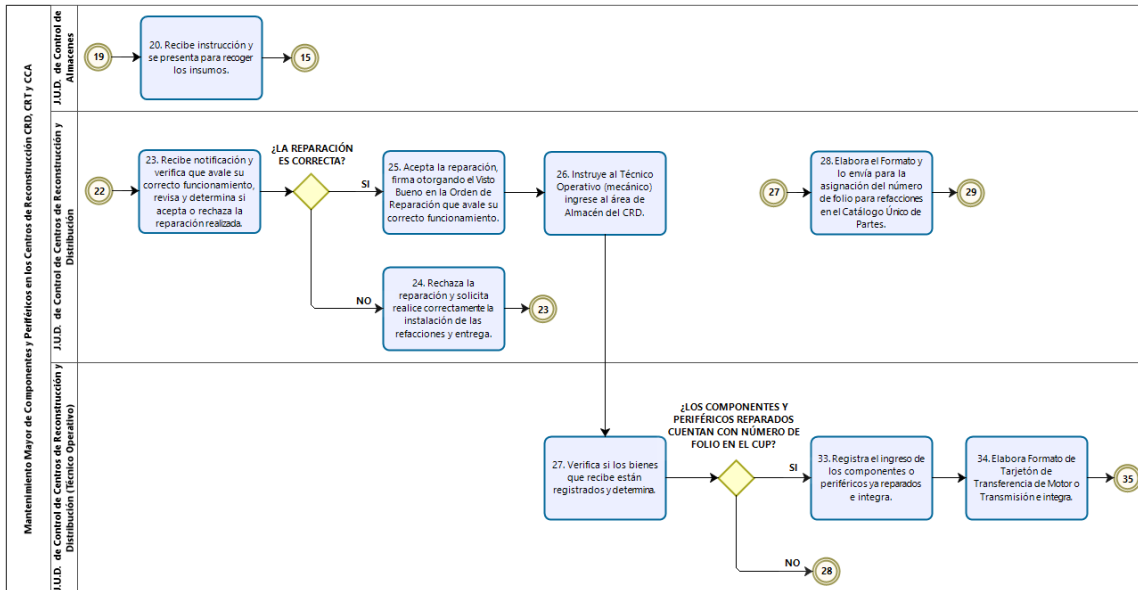 Mantenimiento Mayor de Componentes y Periféricos en los Centros de Reconstrucción CRD, CRT y CCA
J.U.D. de Control de
Almacenes
19
20. Recibe instrucción y
se presenta para recoger
los insumos.
15
J.U.D. de Control de Centros de Reconstrucción y
Distribución
22
23. Recibe notificación y
verifica que avale su
correcto funcionamiento,
revisa y determina si
acepta o rechaza la
reparación realizada.
¿LA REPARACIÓN
ES CORRECTA?
SI
25. Acepta la reparación,
firma otorgando el Visto
Bueno en la Orden de
Reparación que avale su
correcto funcionamiento.
26. Instruye al Técnico
Operativo (mecánico)
ingrese al área de
Almacén del CRD.
27
28. Elabora el Formato y
lo envía para la
asignación del número
de folio para refacciones
en el Catálogo Único de
Partes.
29
NO
24. Rechaza la
reparación y solicita
realice correctamente la
instalación de las
refacciones y entrega.
23
J.U.D. de Control de Centros de Reconstrucción y
Distribución (Técnico Operativo)
27. Verifica si los bienes
que recibe están
registrados y determina.
¿LOS COMPONENTES Y
PERIFÉRICOS REPARADOS
CUENTAN CON NÚMERO DE
FOLIO EN EL CUP?
SI
33. Registra el ingreso de
los componentes o
periféricos ya reparados
e integra.
34. Elabora Formato de
Tarjetón de
Transferencia de Motor o
Transmisión e integra.
35
NO
28